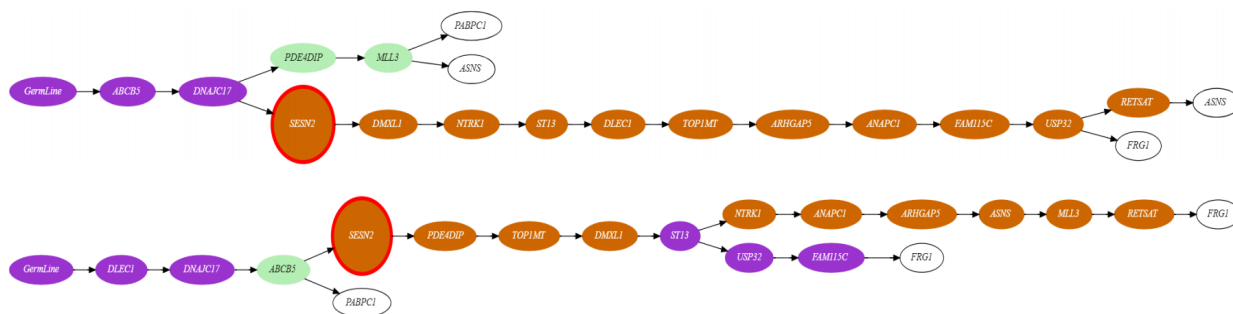 PABPC1
PDE4DIP MLL3
ASNS
GermLine ABCB5 DNAJC17
RETSAT ASNS
SESN2 DMXL1 NTRK1 ST13 DLEC1 TOP1MT ARHGAP5 ANAPC1 FAM115C USP32
FRG1
NTRK1 ANAPC1 ARHGAP5 ASNS MLL3 RETSAT FRG1
SESN2 PDE4DIP TOP1MT DMXL1 ST13
USP32 FAM115C FRG1
GermLine DLEC1 DNAJC17 ABCB5
PABPC1